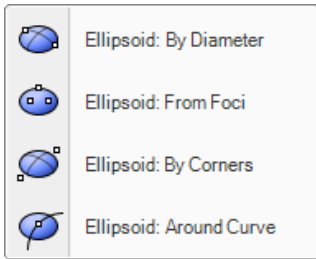 Ellipsoid: By Diameter
Ellipsoid: From Foci
Ellipsoid: By Corners
Ellipsoid: Around Curve